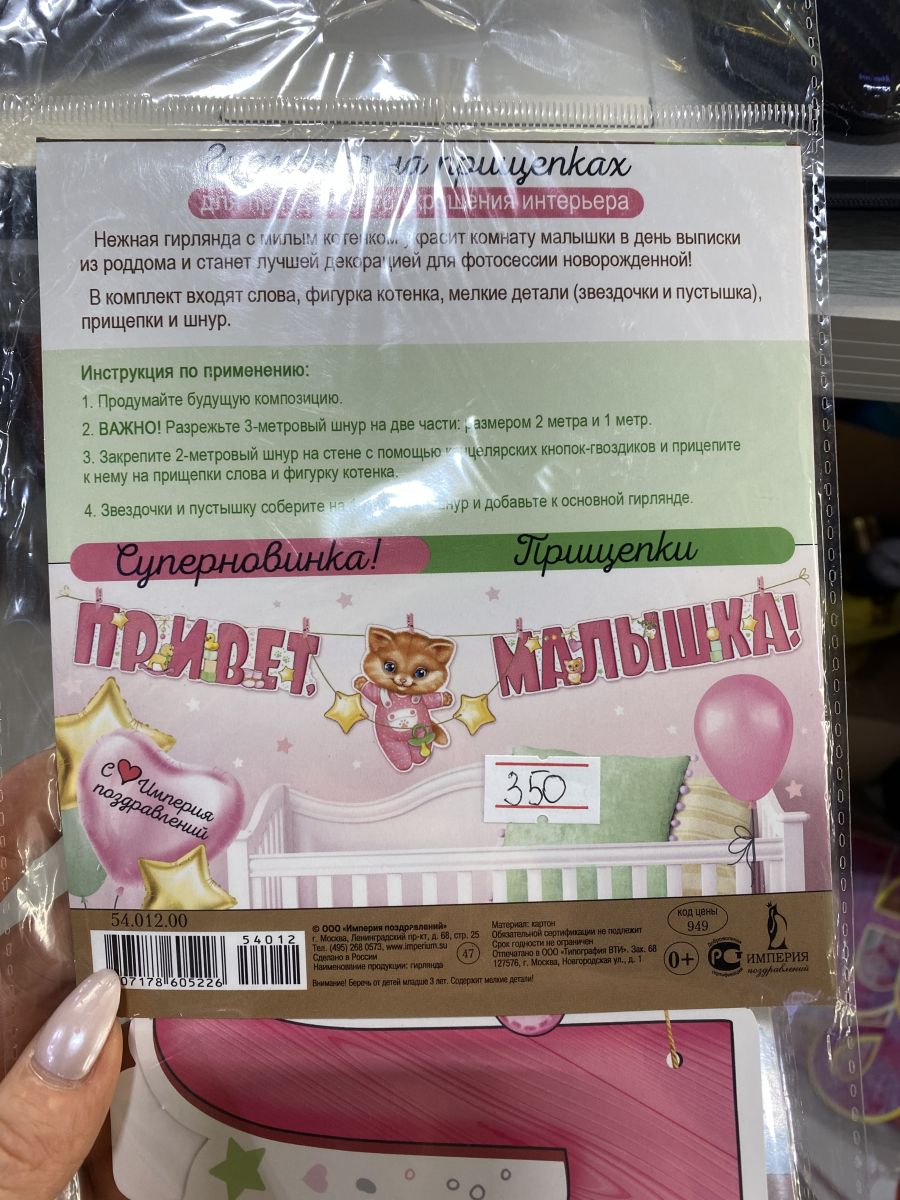 на прищепках
для украшения интерьера
Нежная гирлянда с милым котенком украсит комнату малышки в день выписки
из роддома и станет лучшей декорацией для фотосессии новорожденной!
В комплект входят слова, фигурка котенка, мелкие детали (звездочки и пустышка),
прищепки и шнур.
Инструкция по применению:
1. Продумайте будущую композицию.
2. ВАЖНО! Разрежьте 3-метровый шнур на две части: размером 2 метра и 1 метр.
3. Закрепите 2-метровый шнур на стене с помощью канцелярских кнопок-гвоздиков и прицепите
к нему на прищепки слова и фигурку котенка.
4. Звездочки и пустышку соберите на шнур и добавьте к основной гирлянде.
Суперновинка! Прищепки
ПРИВЕТ, МАЛЫШКА!
С Империя
поздравлений
350
54.012.00
54012
07178 605226
© ООО «Империя поздравлений»
г. Москва, Ленинградский пр-кт, д. 68, стр. 25
Тел. (495) 268 0573, www.imperium.su
Сделано в России
Наименование продукции: гирлянда
47
Внимание! Беречь от детей младше 3 лет. Содержит мелкие детали!
Материал: картон
Обязательной сертификации не подлежит
Срок годности не ограничен
Отпечатано в ООО «Типография ВТИ». Зак. 68
127576, г. Москва, Новгородская ул., д. 1
код цены
949
0+
Добровольная
РСТ
сертификация
ИМПЕРИЯ
поздравлений